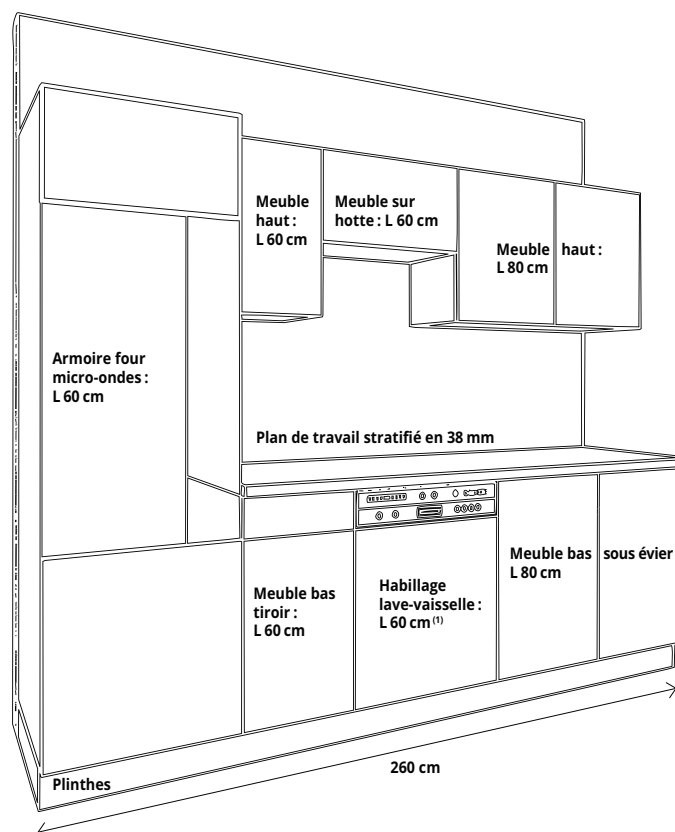 Meuble
haut :
L 60 cm
Meuble sur
hotte : L 60 cm
Meuble haut :
L 80 cm
Armoire four
micro-ondes :
L 60 cm
Plan de travail stratifié en 38 mm
Meuble bas
tiroir :
L 60 cm
Habillage
lave-vaisselle :
L 60 cm (1)
Meuble bas sous évier
L 80 cm
Plinthes
260 cm